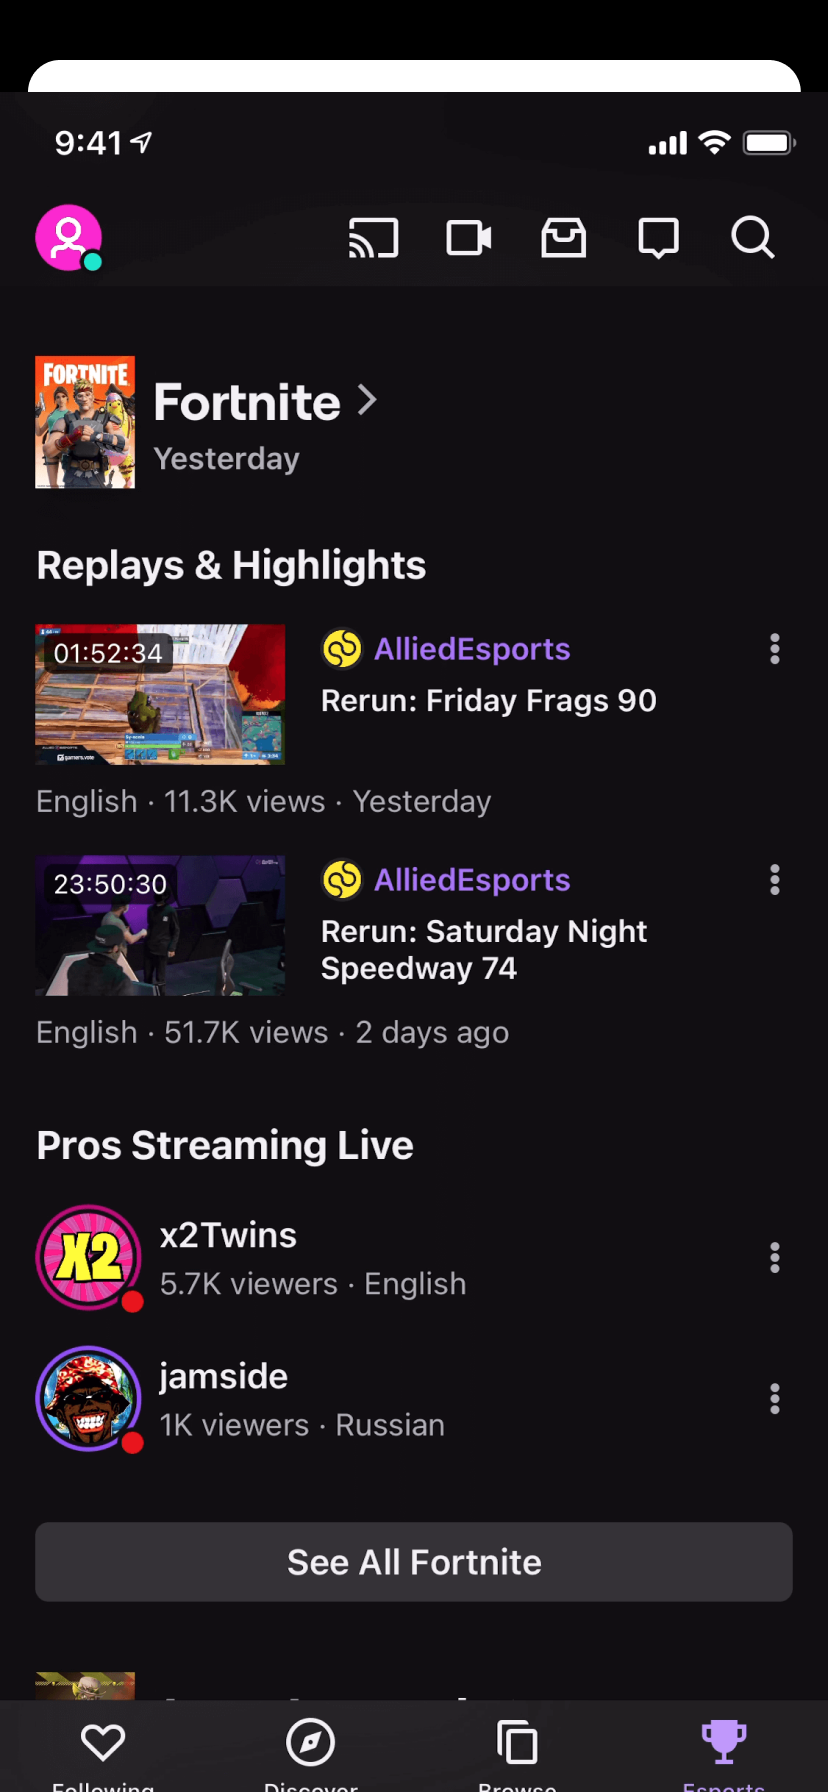 9:41
FORTNITE
Fortnite
Yesterday
Replays & Highlights
01:52:34
AlliedEsports
Rerun: Friday Frags 90
English · 11.3K views · Yesterday
23:50:30
AlliedEsports
Rerun: Saturday Night
Speedway 74
English · 51.7K views · 2 days ago
Pros Streaming Live
X2
x2Twins
5.7K viewers · English
jamside
1K viewers · Russian
See All Fortnite
Following
Discover
Browse
Esports